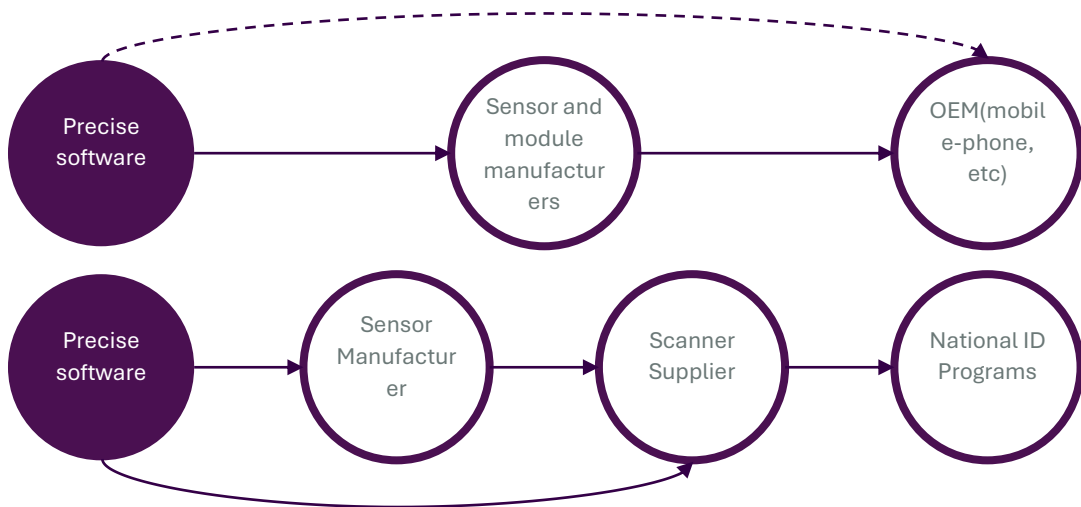 Precise
software
Sensor and
module
manufactur
ers
OEM(mobil
e-phone,
etc)
Precise
software
Sensor
Manufactur
er
Scanner
Supplier
National ID
Programs